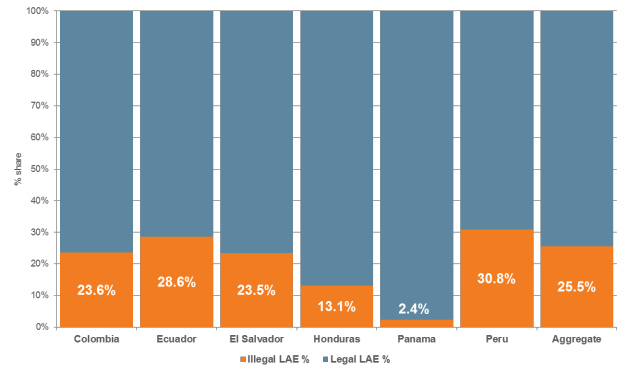 100%
90%
80%
70%
60%
50%
40%
30%
20%
10%
0%
% share
23.6%
28.6%
23.5%
13.1%
2.4%
30.8%
25.5%
Colombia
Ecuador
El Salvador
Honduras
Panama
Peru
Aggregate
Illegal LAE %
Legal LAE %